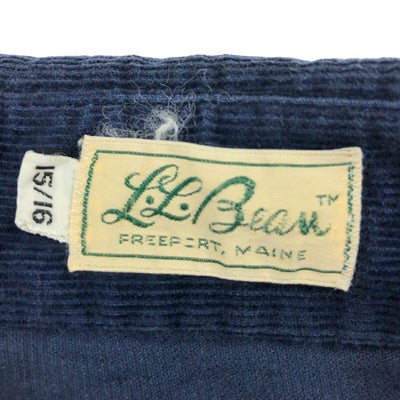 L.L.Bean™
FREEPORT, MAINE
15/16